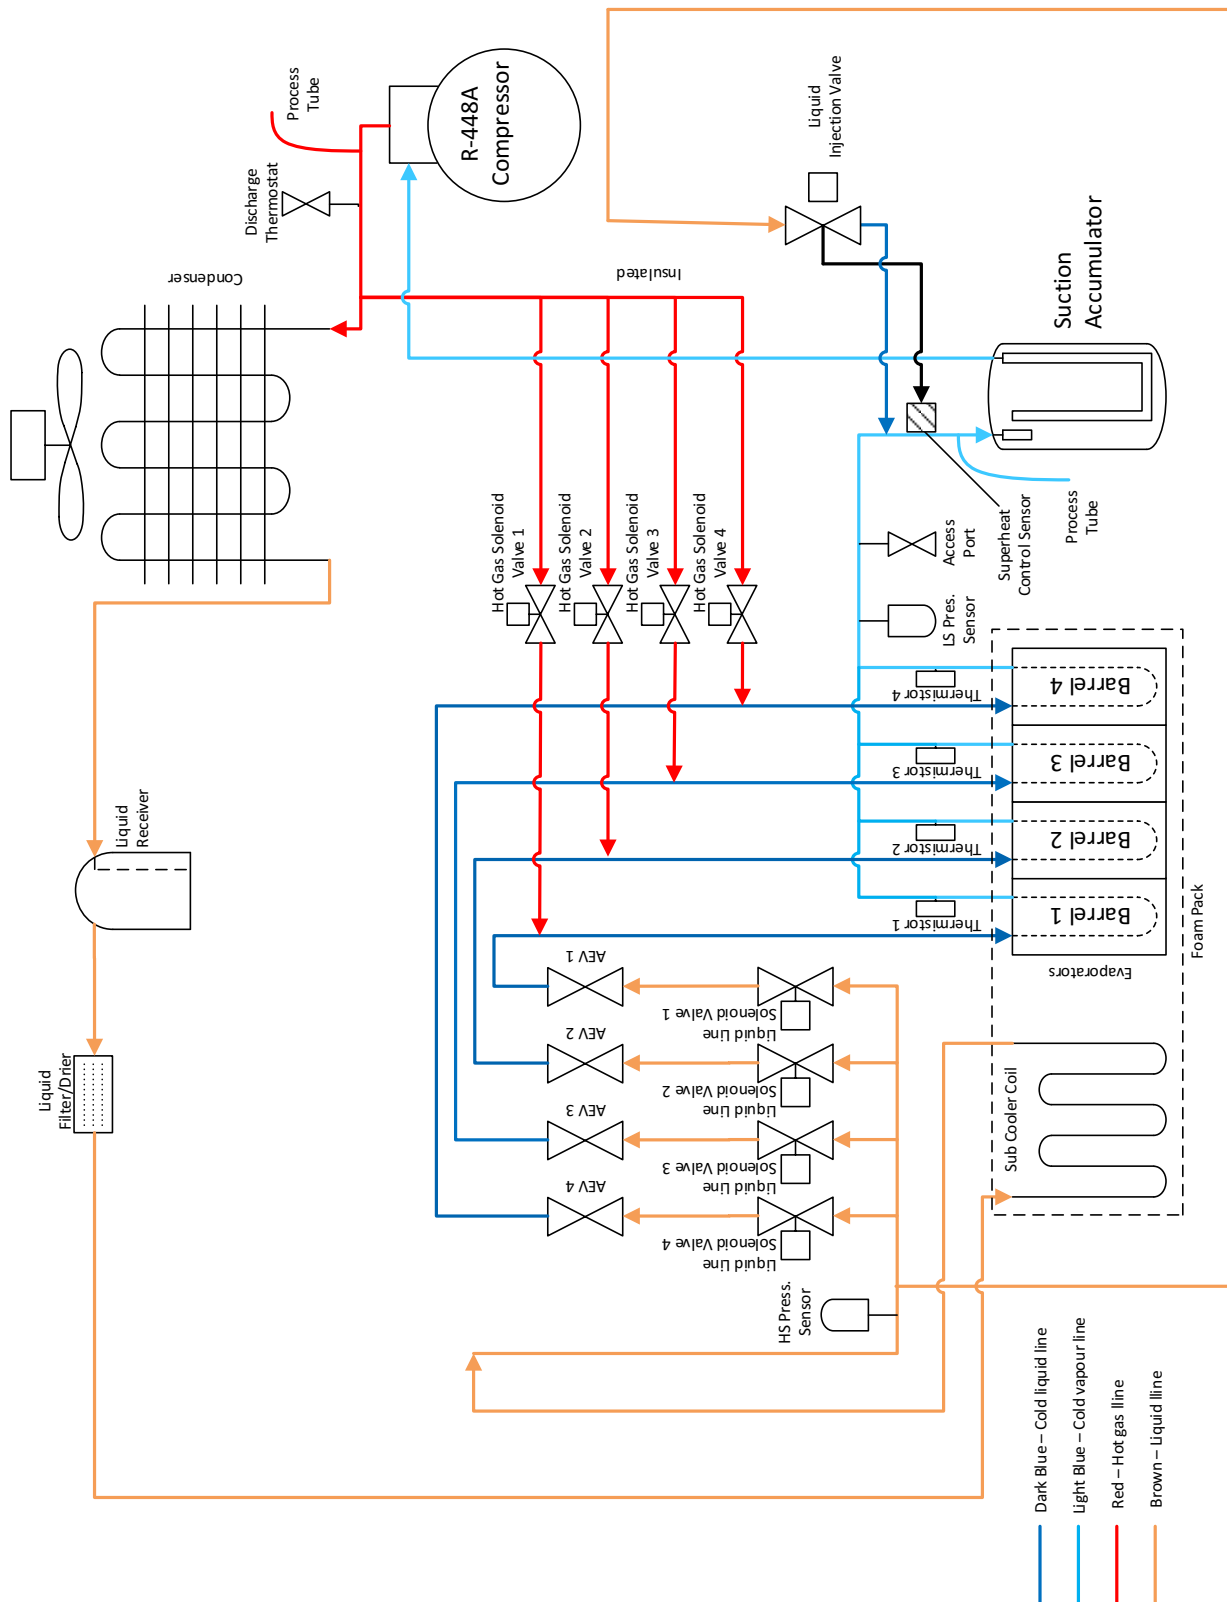 Process
Tube
R-448A
Compressor
Discharge
Thermostat
Condenser
Insulated
Liquid
Injection Valve
Suction
Accumulator
Hot Gas Solenoid
Valve 1
Hot Gas Solenoid
Valve 2
Hot Gas Solenoid
Valve 3
Hot Gas Solenoid
Valve 4
Access
Port
Superheat
Control Sensor
Process
Tube
LS Pres.
Sensor
Thermistor 4
Thermistor 3
Thermistor 2
Thermistor 1
Barrel 4
Barrel 3
Barrel 2
Barrel 1
Evaporators
Foam Pack
Liquid
Receiver
Liquid
Filter/Drier
AEV 1
AEV 2
AEV 3
AEV 4
Liquid Line
Solenoid Valve 1
Liquid Line
Solenoid Valve 2
Liquid Line
Solenoid Valve 3
Liquid Line
Solenoid Valve 4
Sub Cooler Coil
HS Press.
Sensor
Dark Blue – Cold liquid line
Light Blue – Cold vapour line
Red – Hot gas lline
Brown – Liquid lline